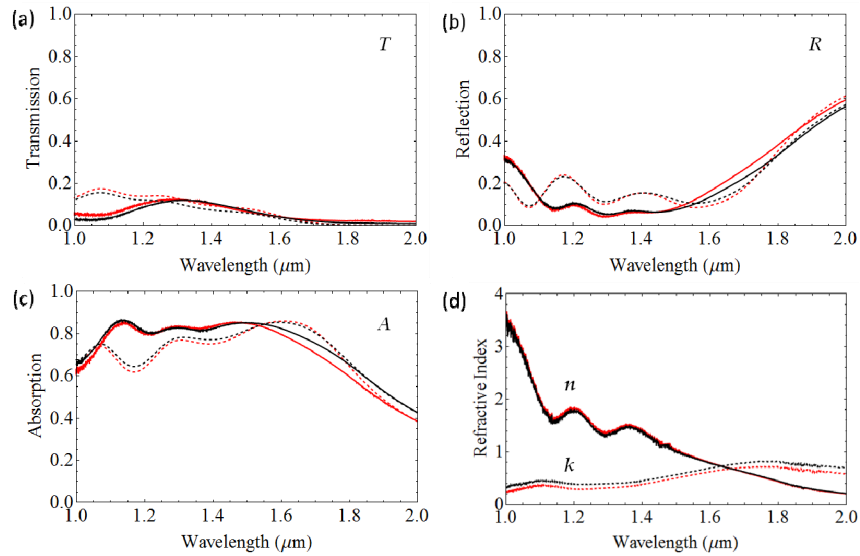 (a)
T
1.0
0.8
0.6
0.4
0.2
0.0
Transmission
1.0 1.2 1.4 1.6 1.8 2.0
Wavelength (μm)
(b)
R
1.0
0.8
0.6
0.4
0.2
0.0
Reflection
1.0 1.2 1.4 1.6 1.8 2.0
Wavelength (μm)
(c)
A
1.0
0.8
0.6
0.4
0.2
0.0
Absorption
1.0 1.2 1.4 1.6 1.8 2.0
Wavelength (μm)
(d)
4
3
2
1
0
n
k
Refractive Index
1.0 1.2 1.4 1.6 1.8 2.0
Wavelength (μm)